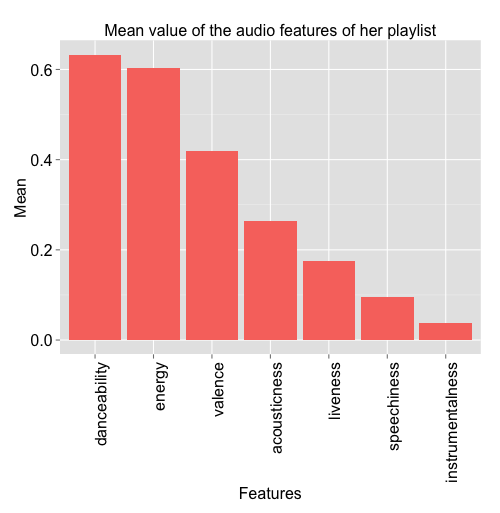 Mean value of the audio features of her playlist
0.6
0.4
0.2
0.0
Mean
danceability
energy
valence
acousticness
liveness
speechiness
instrumentalness
Features